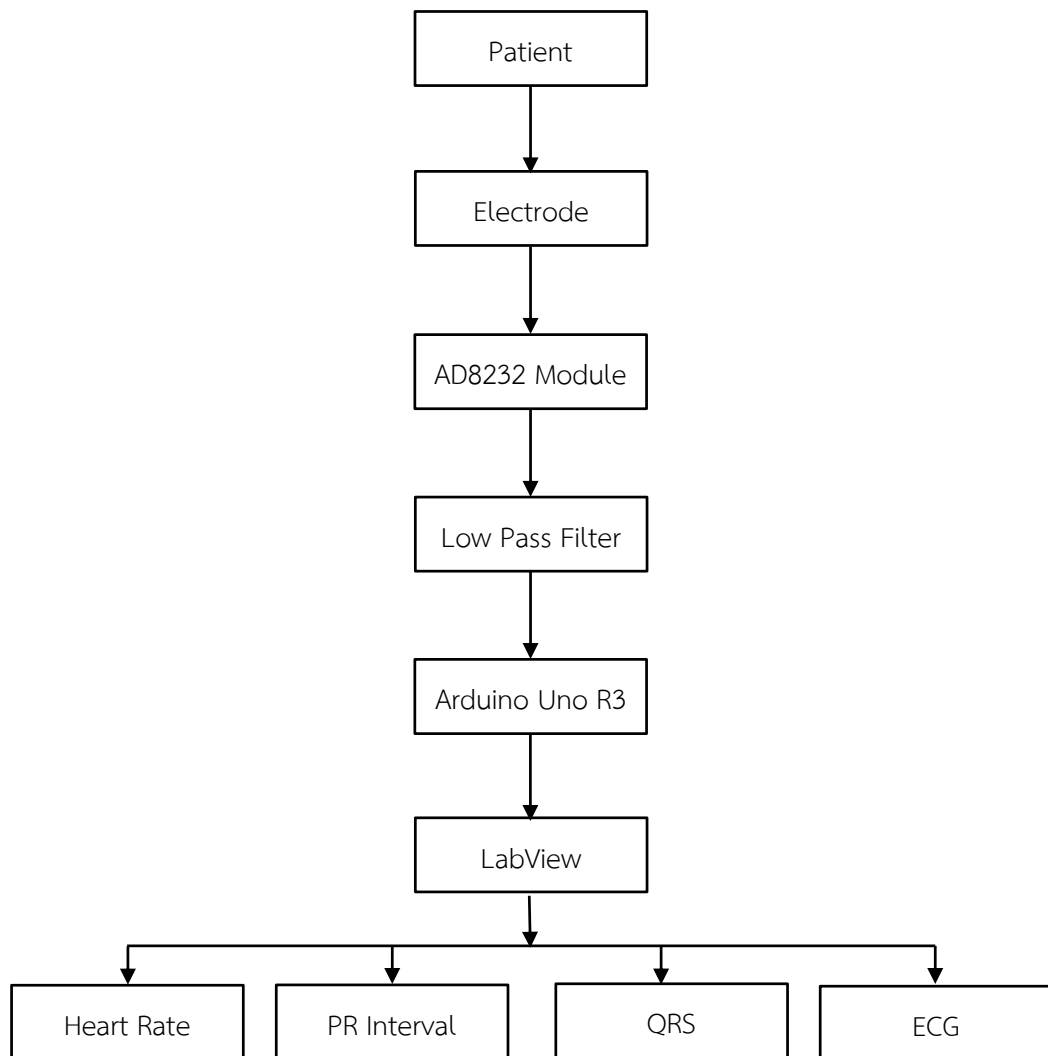 Patient
Electrode
AD8232 Module
Low Pass Filter
Arduino Uno R3
LabView
Heart Rate
PR Interval
QRS
ECG